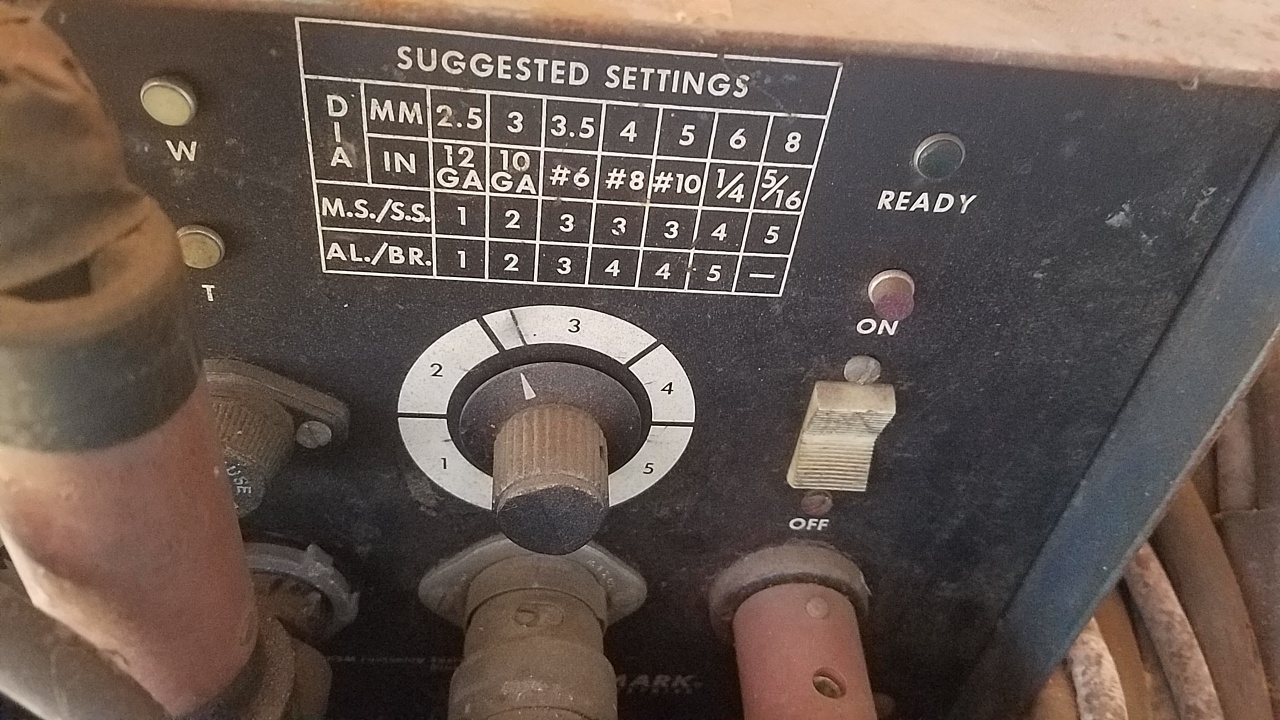 SUGGESTED SETTINGS
DIA MM 2.5 3 3.5 4 5 6 8
IN 12 GA 10 GA #6 #8 #10 1/4 5/16
M.S./S.S. 1 2 3 3 3 4 5
AL./BR. 1 2 3 4 4 5 —
W
T
READY
ON
OFF
1 2 3 4 5
MARK